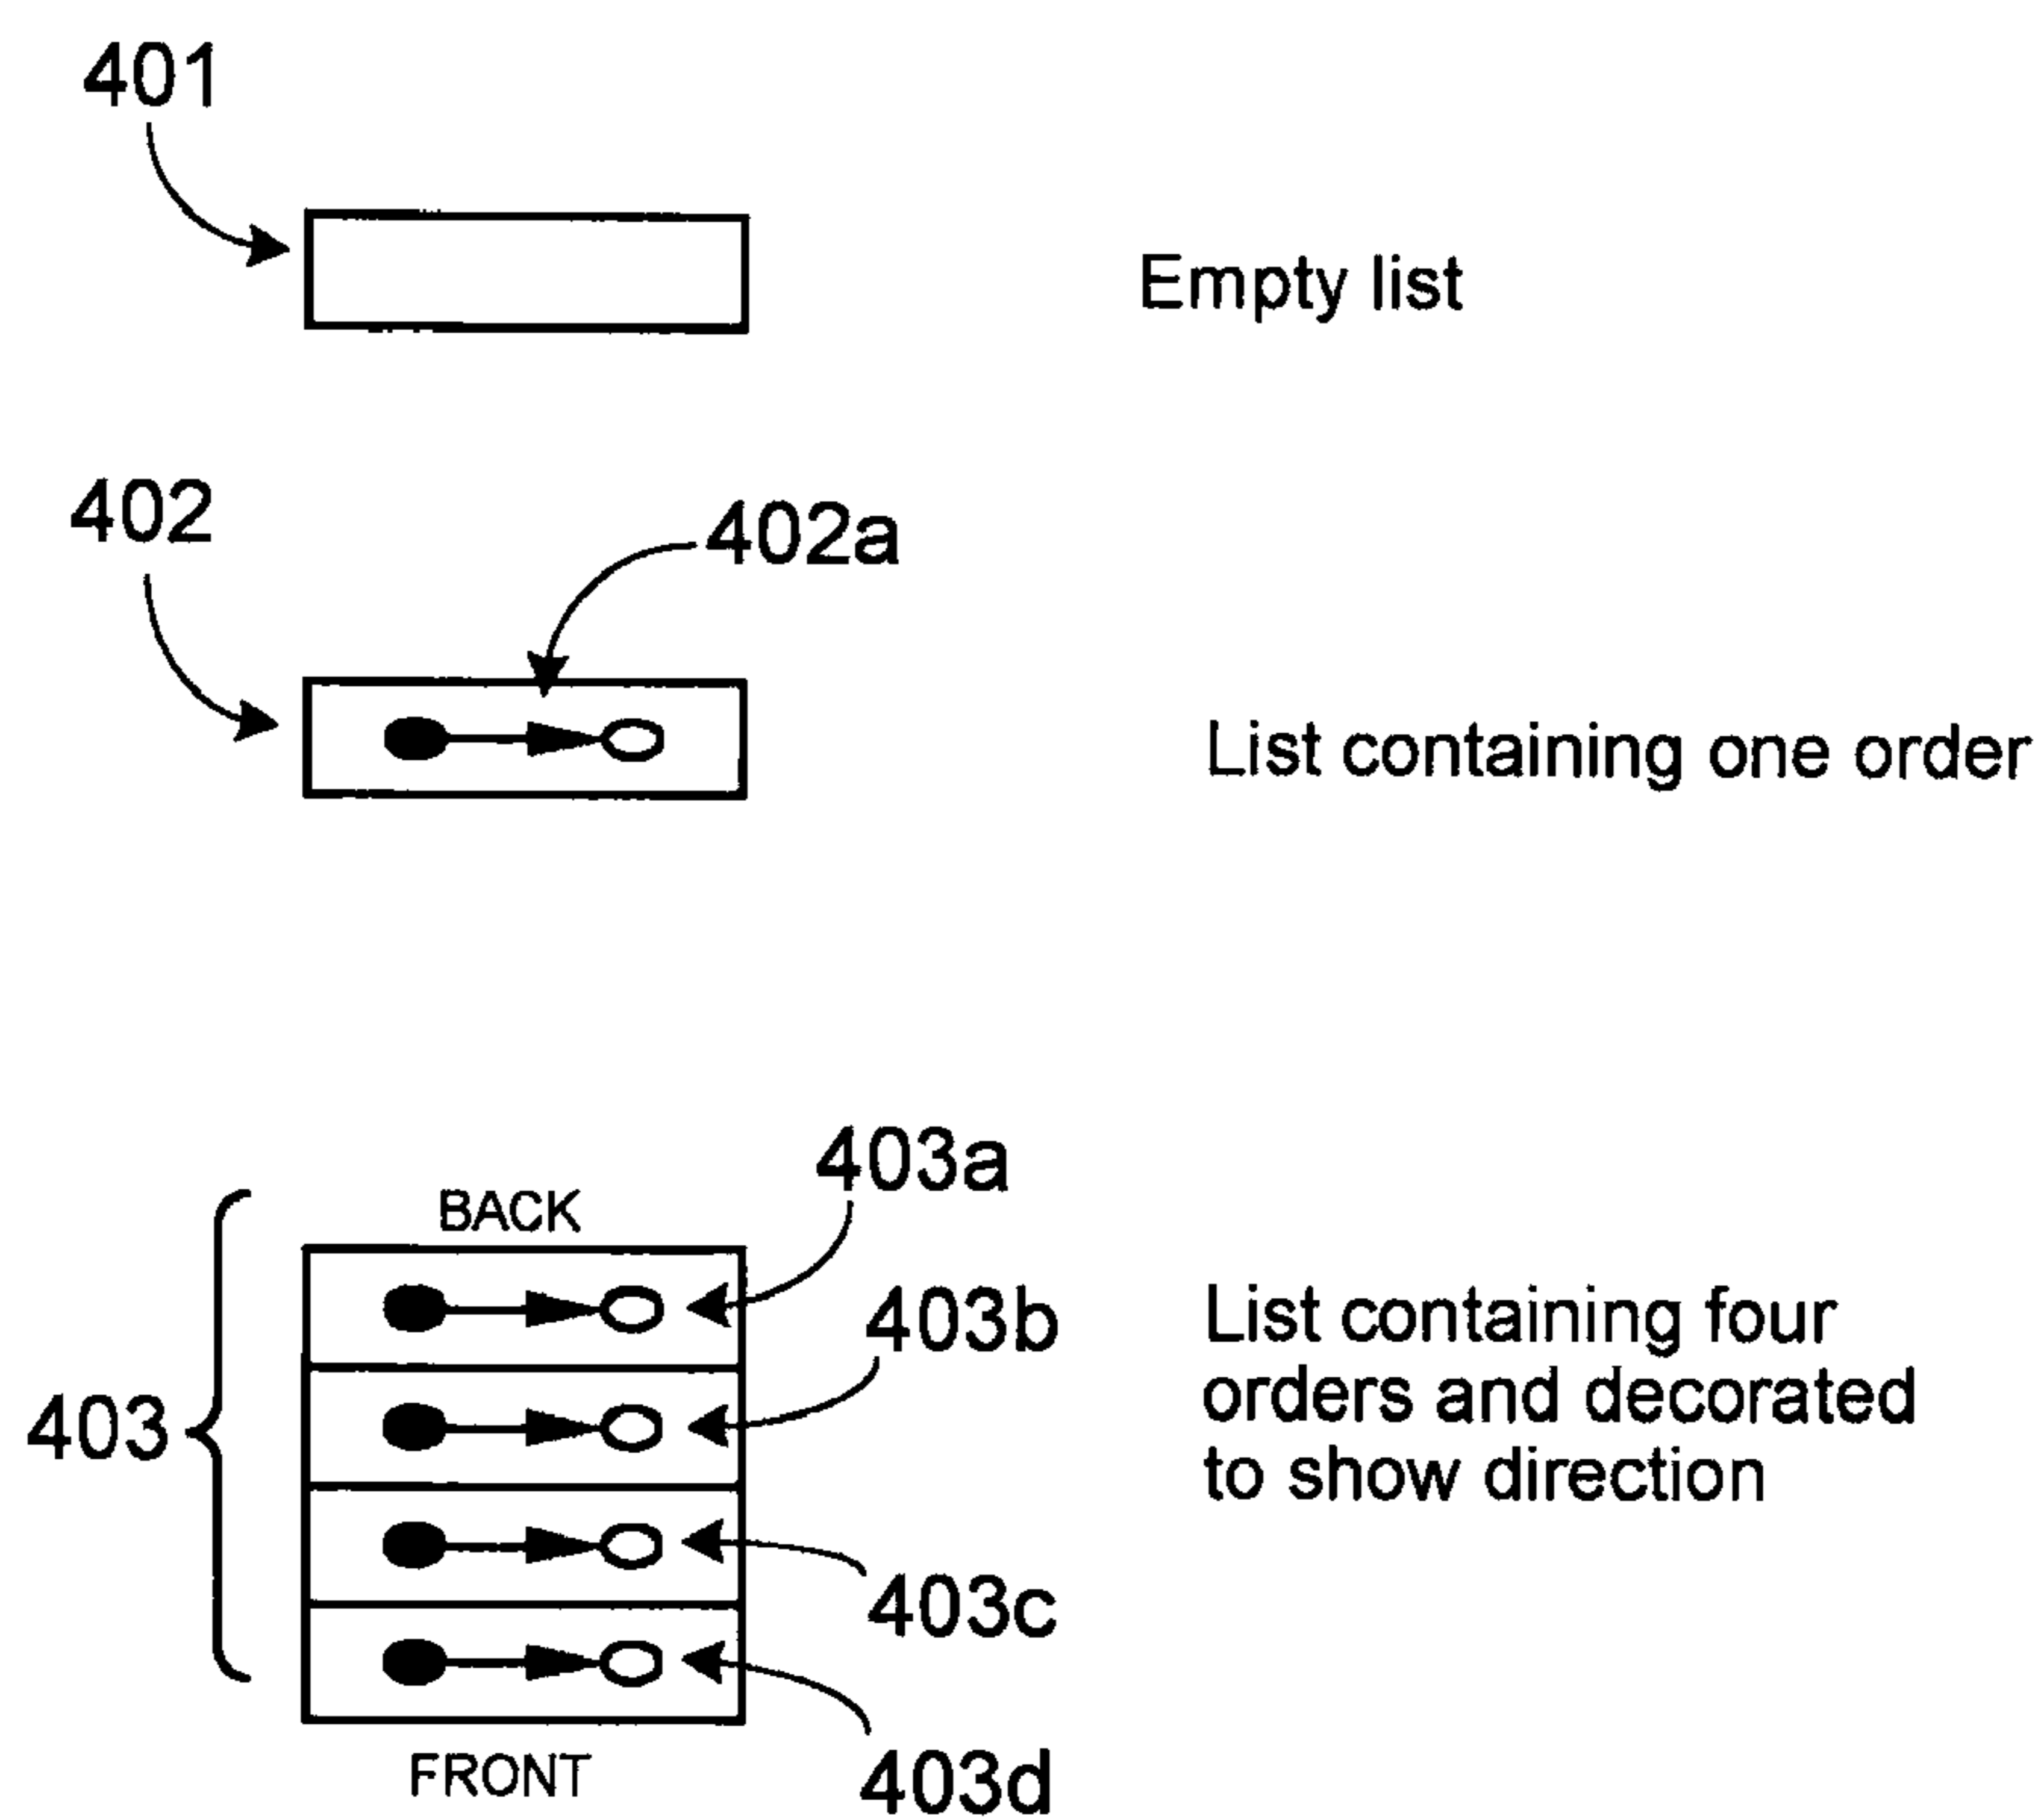 401
Empty list
402
402a
List containing one order
403a
BACK
403b
List containing four
orders and decorated
to show direction
403
403c
FRONT
403d